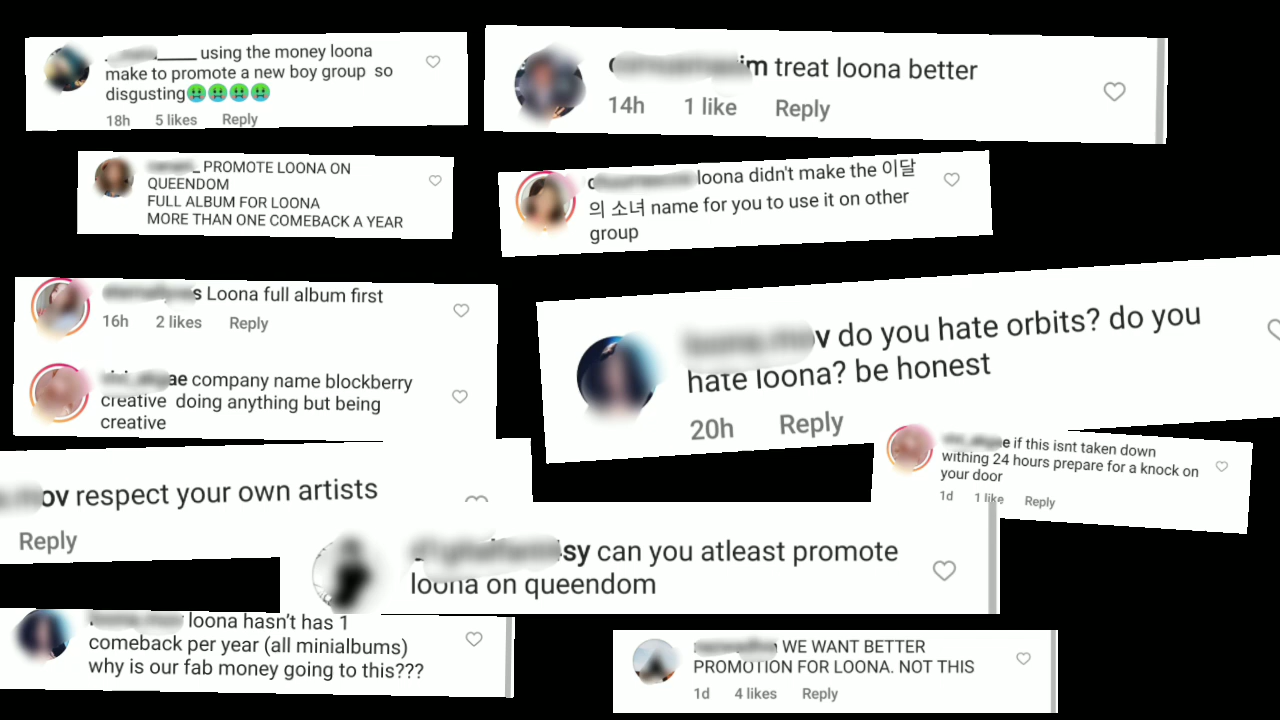 using the money loona
make to promote a new boy group so
disgusting🤢🤢🤢🤢
18h 5 likes Reply
im treat loona better
14h 1 like Reply
PROMOTE LOONA ON
QUEENDOM
FULL ALBUM FOR LOONA
MORE THAN ONE COMEBACK A YEAR
loona didn't make the 이달
의 소녀 name for you to use it on other
group
s Loona full album first
16h 2 likes Reply
ae company name blockberry
creative doing anything but being
creative
ov do you hate orbits? do you
hate loona? be honest
20h Reply
e if this isnt taken down
withing 24 hours prepare for a knock on
your door
1d 1 like Reply
ov respect your own artists
Reply
sy can you atleast promote
loona on queendom
loona hasn't has 1
comeback per year (all minialbums)
why is our fab money going to this???
WE WANT BETTER
PROMOTION FOR LOONA. NOT THIS
1d 4 likes Reply